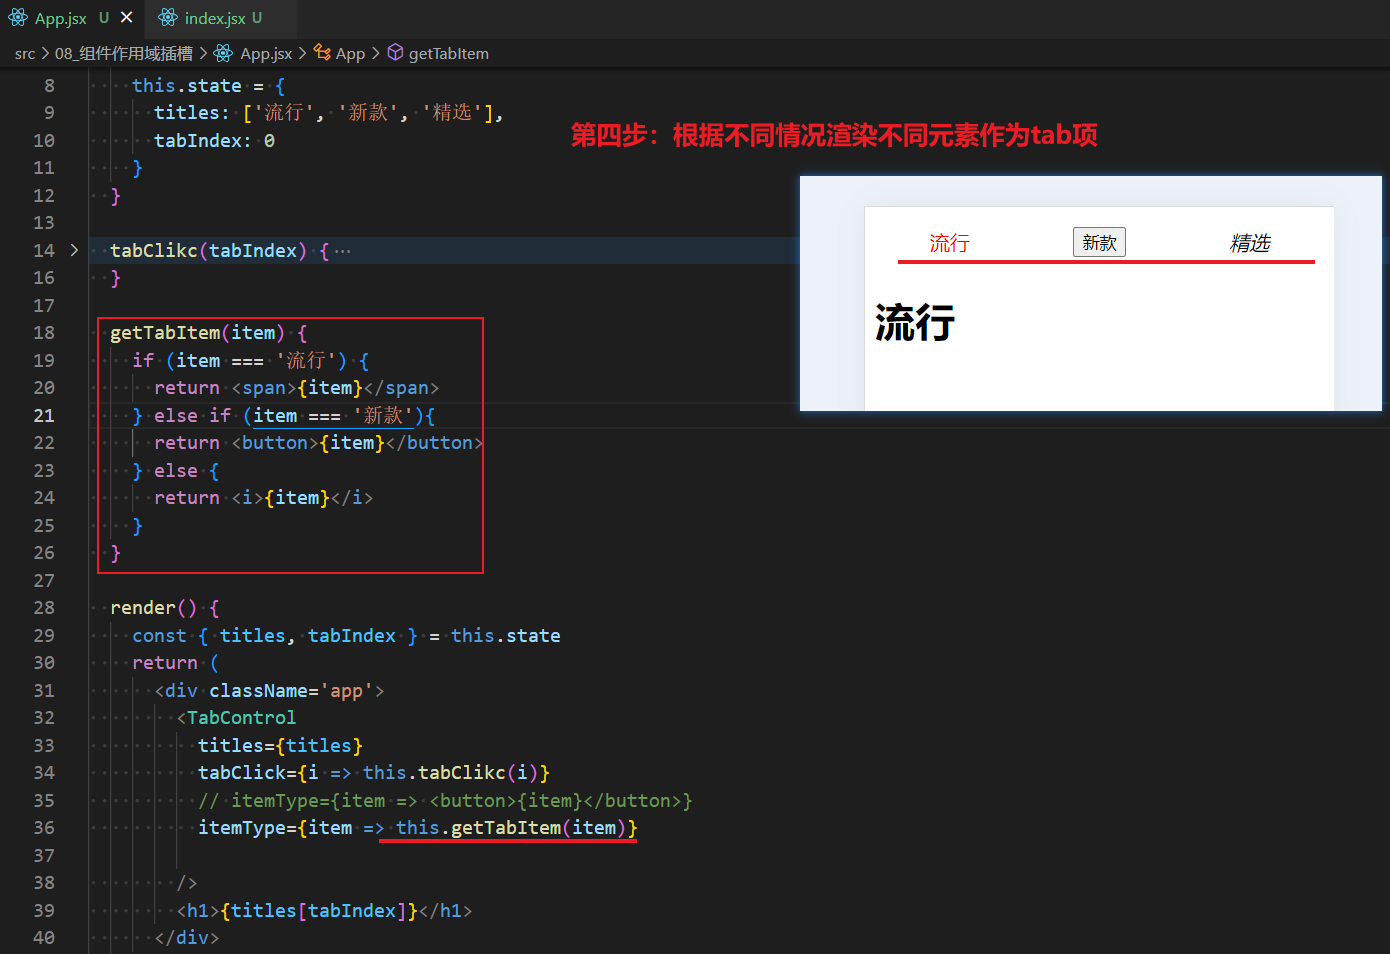 App.jsx U
index.jsx U
src > 08_组件作用域插槽 > App.jsx > App > getTabItem
8 this.state = {
9 titles: ['流行', '新款', '精选'],
10 tabIndex: 0
11 }
12 }
13
14 tabClikc(tabIndex) { …
16 }
17
18 getTabItem(item) {
19 if (item === '流行') {
20 return <span>{item}</span>
21 } else if (item === '新款'){
22 return <button>{item}</button>
23 } else {
24 return <i>{item}</i>
25 }
26 }
27
28 render() {
29 const { titles, tabIndex } = this.state
30 return (
31 <div className='app'>
32 <TabControl
33 titles={titles}
34 tabClick={i => this.tabClikc(i)}
35 // itemType={item => <button>{item}</button>}
36 itemType={item => this.getTabItem(item)}
37
38 />
39 <h1>{titles[tabIndex]}</h1>
40 </div>
第四步：根据不同情况渲染不同元素作为tab项
流行 新款 精选
流行